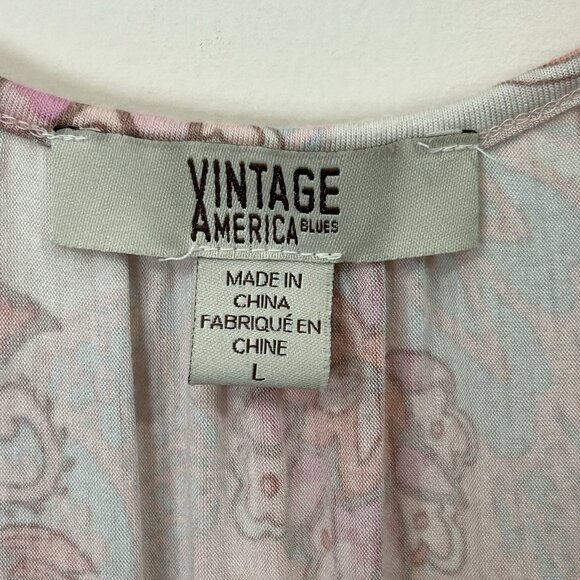 VINTAGE
AMERICA BLUES
MADE IN
CHINA
FABRIQUÉ EN
CHINE
L